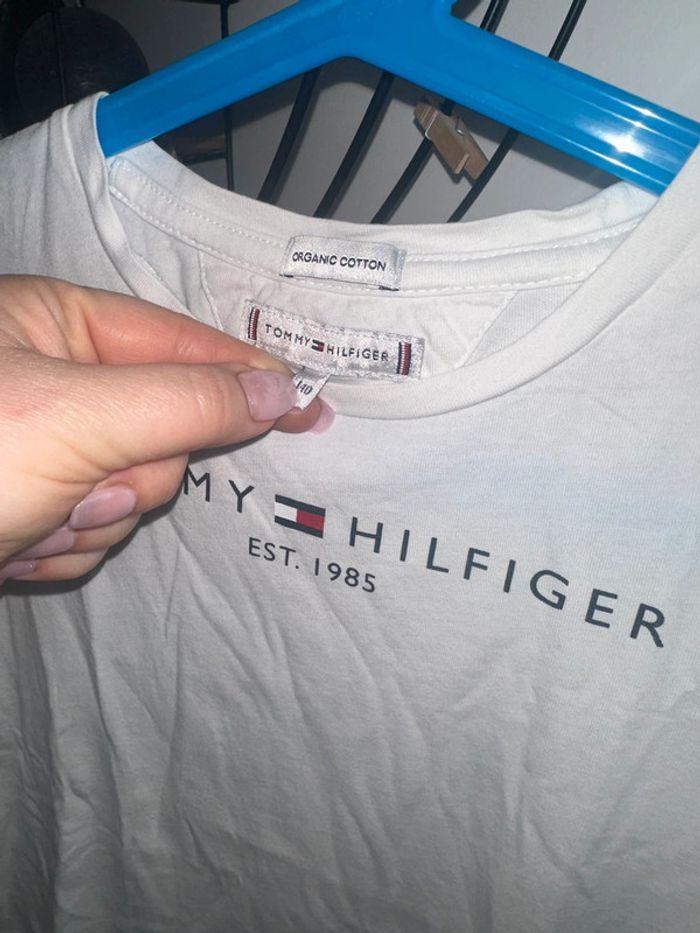 ORGANIC COTTON
TOMMY HILFIGER
140
MY HILFIGER
EST. 1985